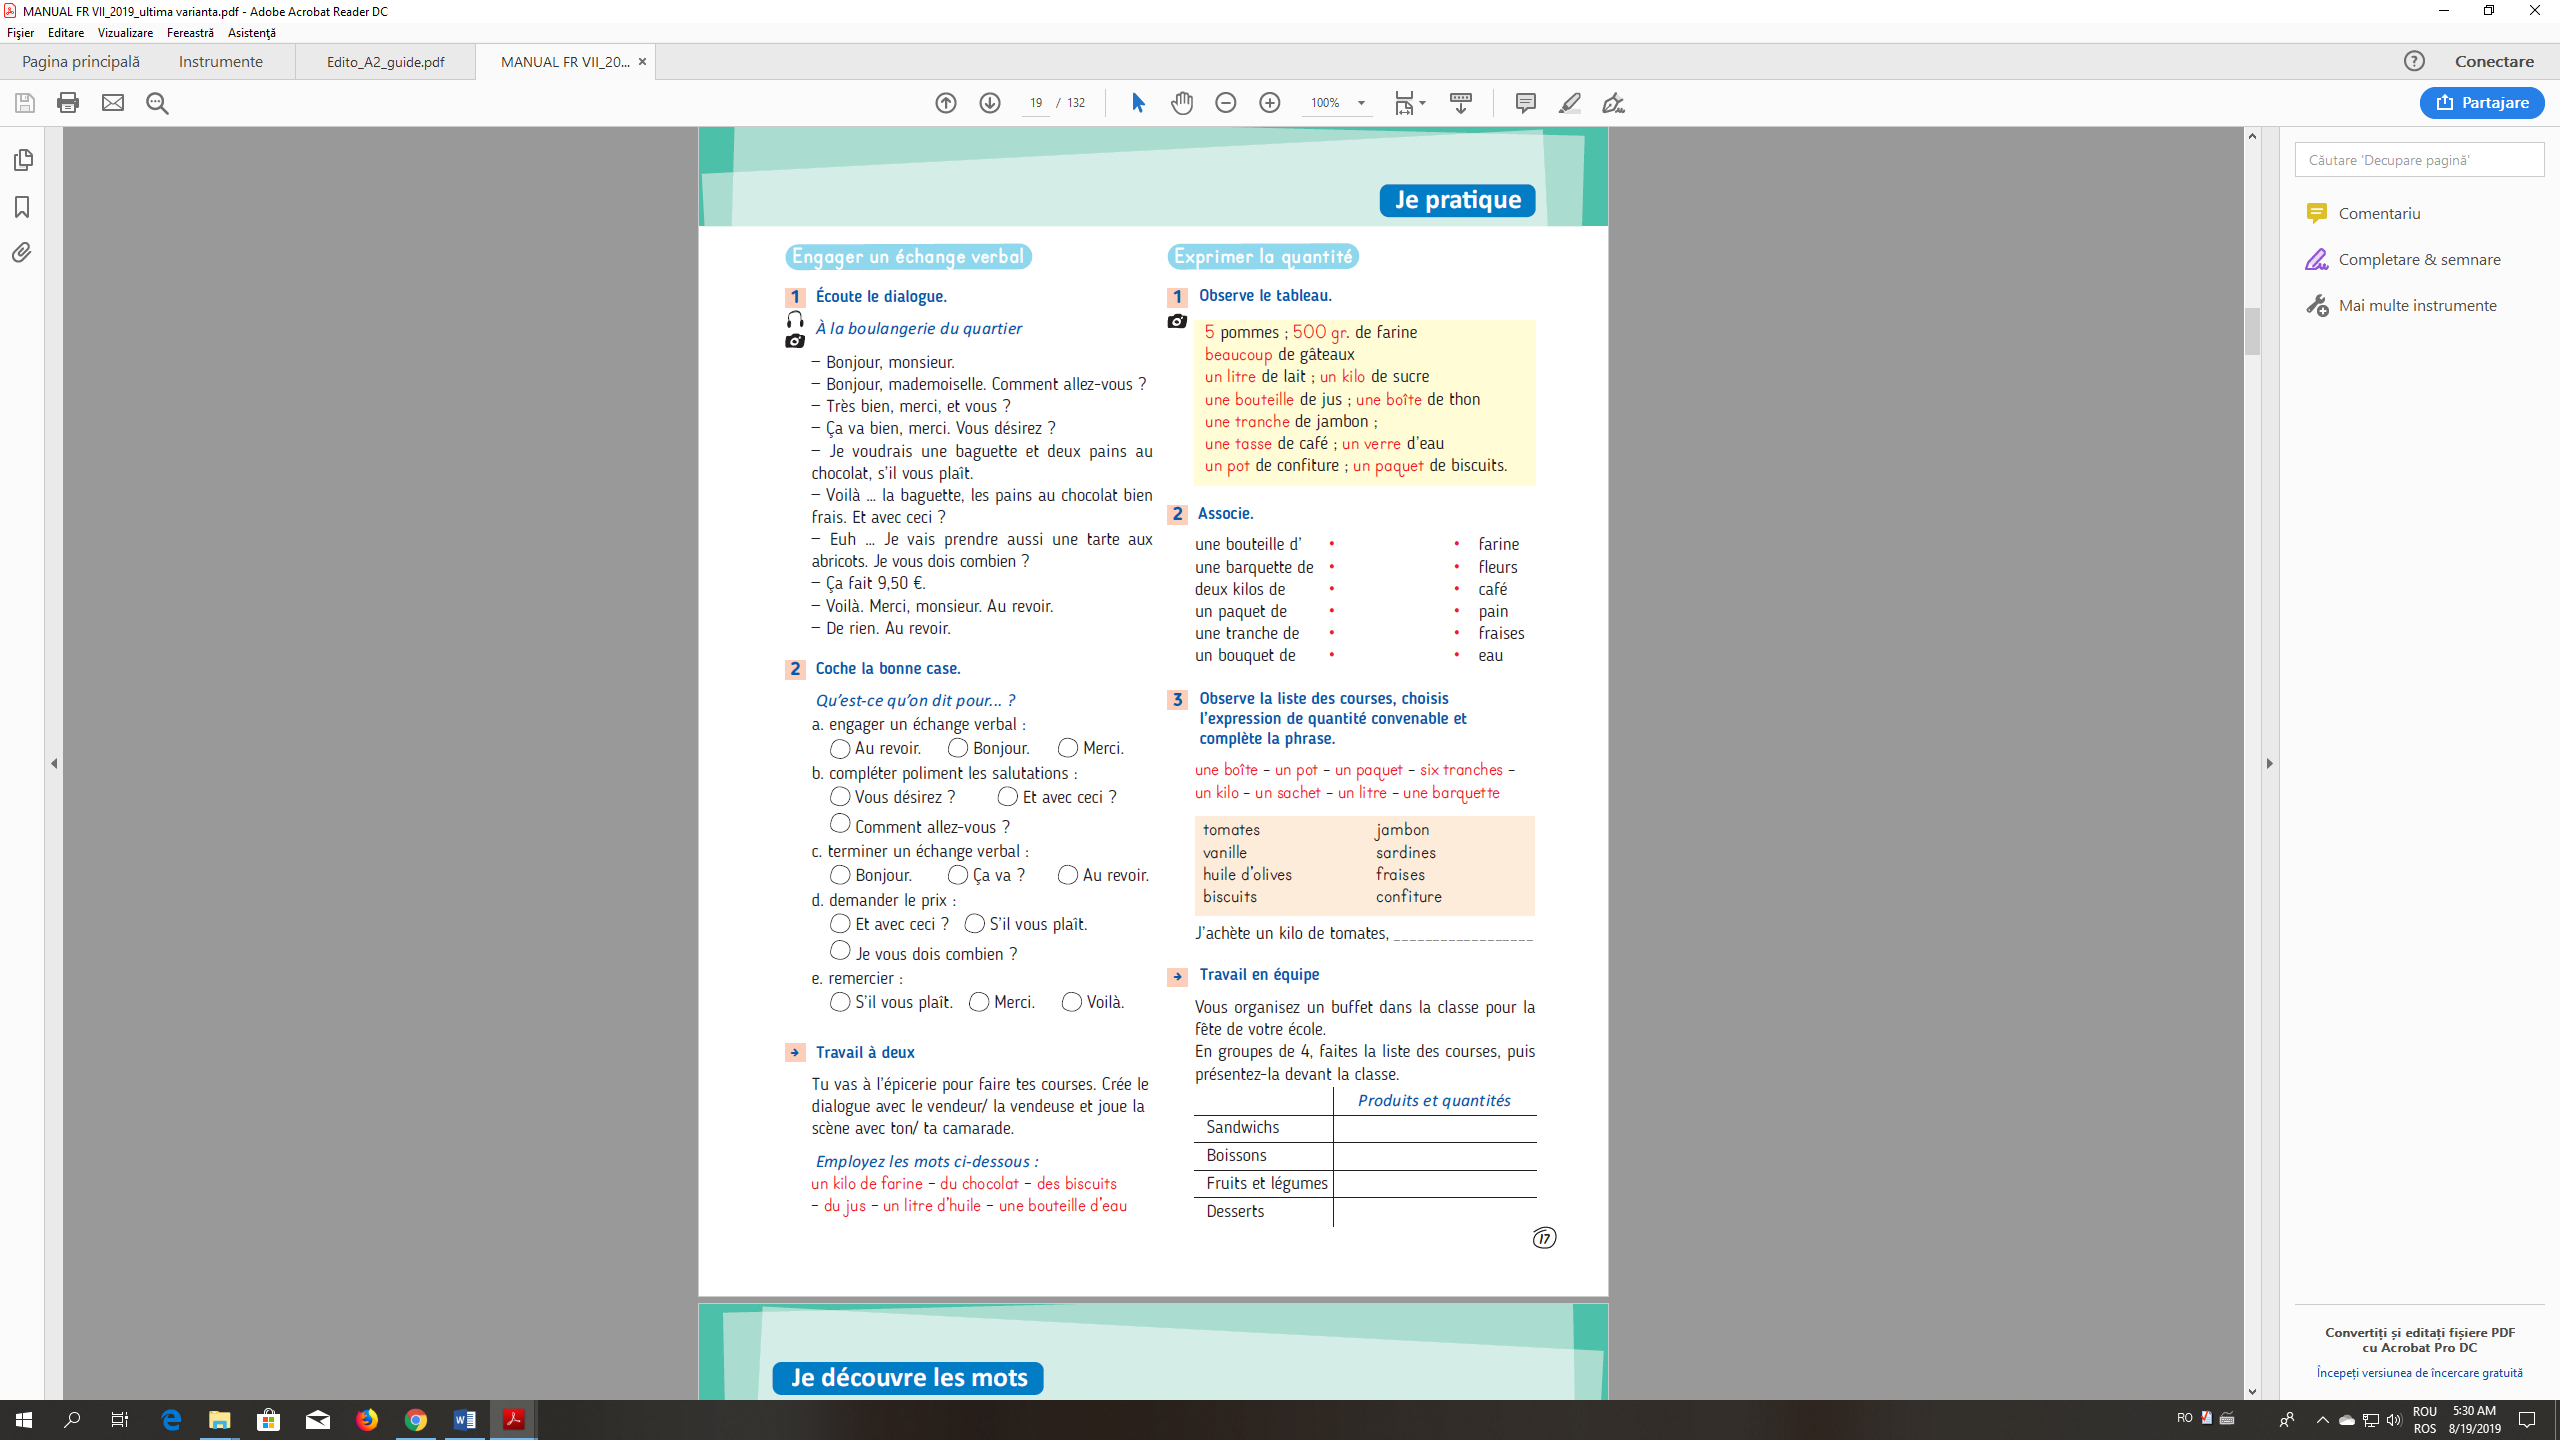 MANUAL FR VII_2019_ultima varianta.pdf - Adobe Acrobat Reader DC
Fişier Editare Vizualizare Fereastră Asistenţă
Pagina principală Instrumente Edito_A2_guide.pdf MANUAL FR VII_20... × Conectare
19 / 132 100% Partajare
Je pratique
Engager un échange verbal
1 Écoute le dialogue.
À la boulangerie du quartier
– Bonjour, monsieur.
– Bonjour, mademoiselle. Comment allez-vous ?
– Très bien, merci, et vous ?
– Ça va bien, merci. Vous désirez ?
– Je voudrais une baguette et deux pains au
chocolat, s'il vous plaît.
– Voilà ... la baguette, les pains au chocolat bien
frais. Et avec ceci ?
– Euh ... Je vais prendre aussi une tarte aux
abricots. Je vous dois combien ?
– Ça fait 9,50 €.
– Voilà. Merci, monsieur. Au revoir.
– De rien. Au revoir.
2 Coche la bonne case.
Qu'est-ce qu'on dit pour... ?
a. engager un échange verbal :
Au revoir. Bonjour. Merci.
b. compléter poliment les salutations :
Vous désirez ? Et avec ceci ?
Comment allez-vous ?
c. terminer un échange verbal :
Bonjour. Ça va ? Au revoir.
d. demander le prix :
Et avec ceci ? S'il vous plaît.
Je vous dois combien ?
e. remercier :
S'il vous plaît. Merci. Voilà.
Travail à deux
Tu vas à l'épicerie pour faire tes courses. Crée le
dialogue avec le vendeur/ la vendeuse et joue la
scène avec ton/ ta camarade.
Employez les mots ci-dessous :
un kilo de farine – du chocolat – des biscuits
– du jus – un litre d'huile – une bouteille d'eau
Exprimer la quantité
1 Observe le tableau.
5 pommes ; 500 gr. de farine
beaucoup de gâteaux
un litre de lait ; un kilo de sucre
une bouteille de jus ; une boîte de thon
une tranche de jambon ;
une tasse de café ; un verre d'eau
un pot de confiture ; un paquet de biscuits.
2 Associe.
une bouteille d' • • farine
une barquette de • • fleurs
deux kilos de • • café
un paquet de • • pain
une tranche de • • fraises
un bouquet de • • eau
3 Observe la liste des courses, choisis
l'expression de quantité convenable et
complète la phrase.
une boîte – un pot – un paquet – six tranches –
un kilo – un sachet – un litre – une barquette
tomates jambon
vanille sardines
huile d'olives fraises
biscuits confiture
J'achète un kilo de tomates, __________________
Travail en équipe
Vous organisez un buffet dans la classe pour la
fête de votre école.
En groupes de 4, faites la liste des courses, puis
présentez-la devant la classe.
Produits et quantités
Sandwichs
Boissons
Fruits et légumes
Desserts
17
Je découvre les mots
Căutare 'Decupare pagină'
Comentariu
Completare & semnare
Mai multe instrumente
Convertiți și editați fișiere PDF
cu Acrobat Pro DC
Începeți versiunea de încercare gratuită
RO ROU 5:30 AM
ROS 8/19/2019